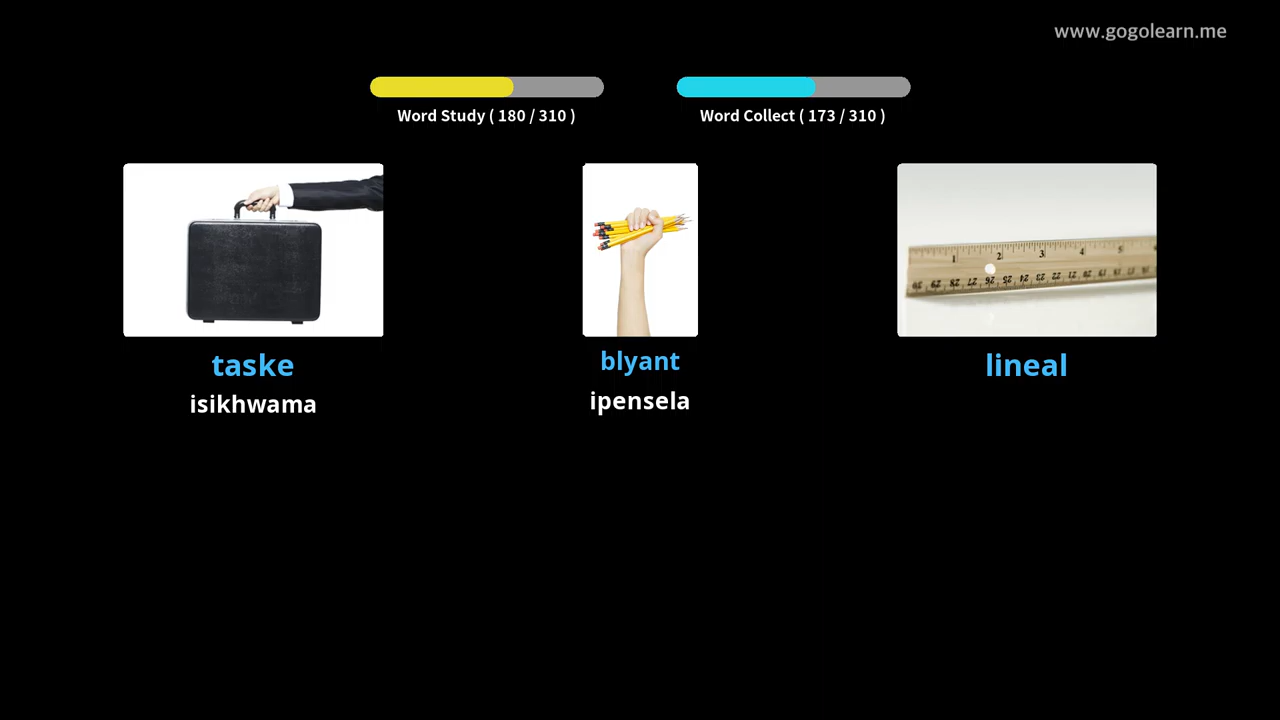 www.gogolearn.me
Word Study ( 180 / 310 )
Word Collect ( 173 / 310 )
taske
isikhwama
blyant
ipensela
lineal